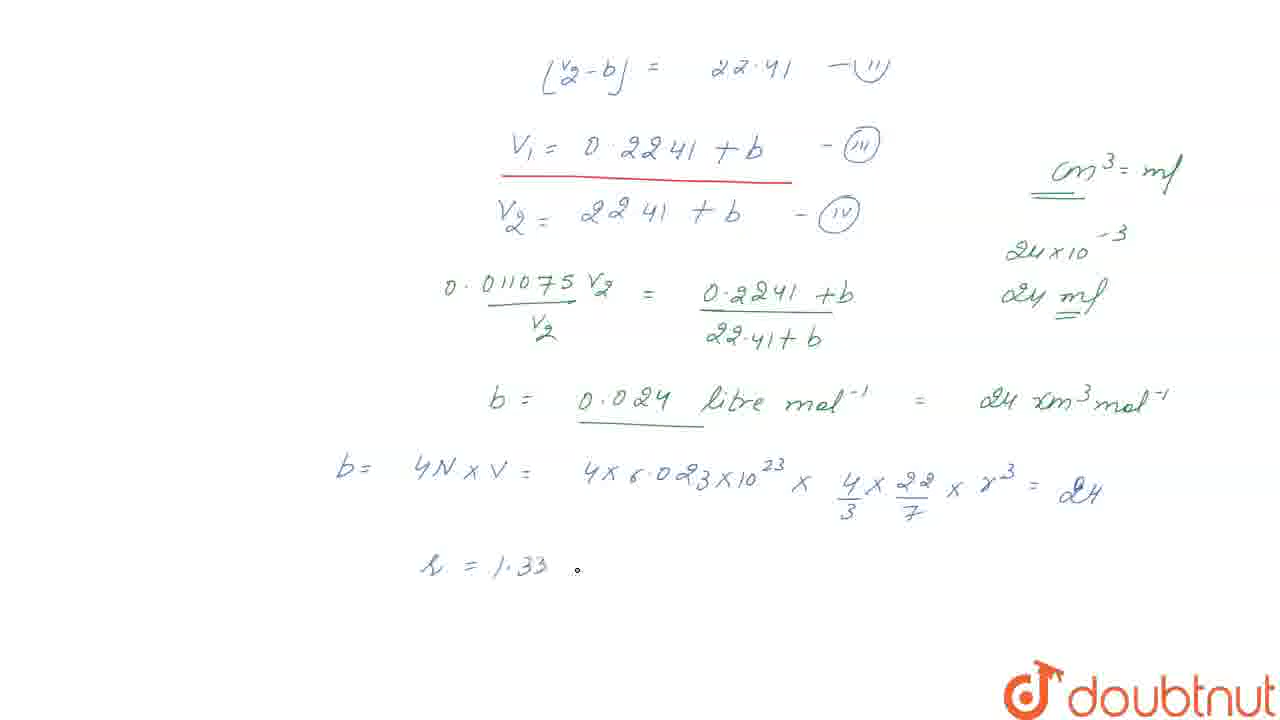 [V2 - b] = 22.41 - (II)
V1 = 0.2241 + b - (III)
cm³ = ml
V2 = 22.41 + b - (IV)
24 × 10⁻³
24 ml
0.011075 V2 / V2 = 0.2241 + b / 22.41 + b
b = 0.024 litre mol⁻¹ = 24 cm³ mol⁻¹
b = 4N × V = 4 × 6.023 × 10²³ × 4/3 × 22/7 × r³ = 24
r = 1.33
doubtnut